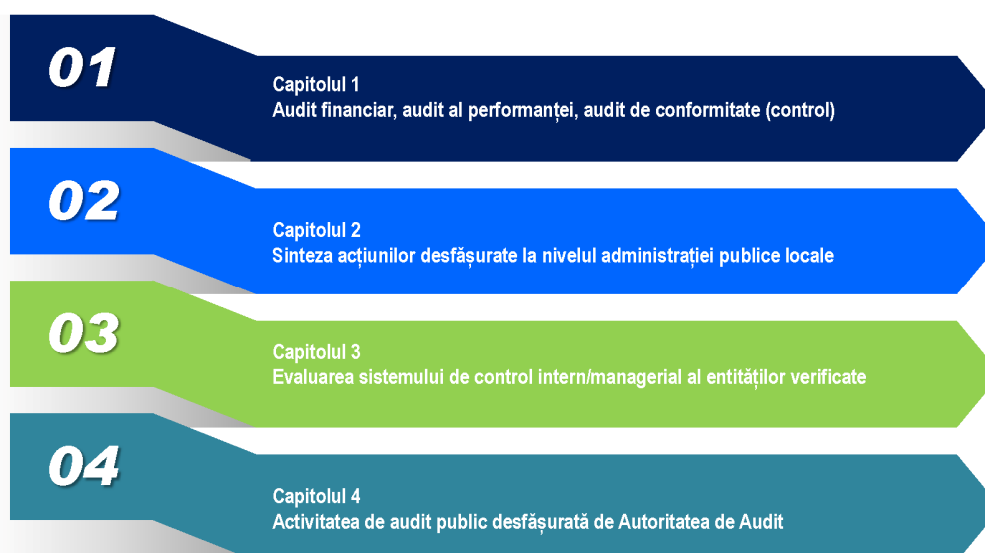 01
Capitolul 1
Audit financiar, audit al performanței, audit de conformitate (control)
02
Capitolul 2
Sinteza acțiunilor desfășurate la nivelul administrației publice locale
03
Capitolul 3
Evaluarea sistemului de control intern/managerial al entităților verificate
04
Capitolul 4
Activitatea de audit public desfășurată de Autoritatea de Audit